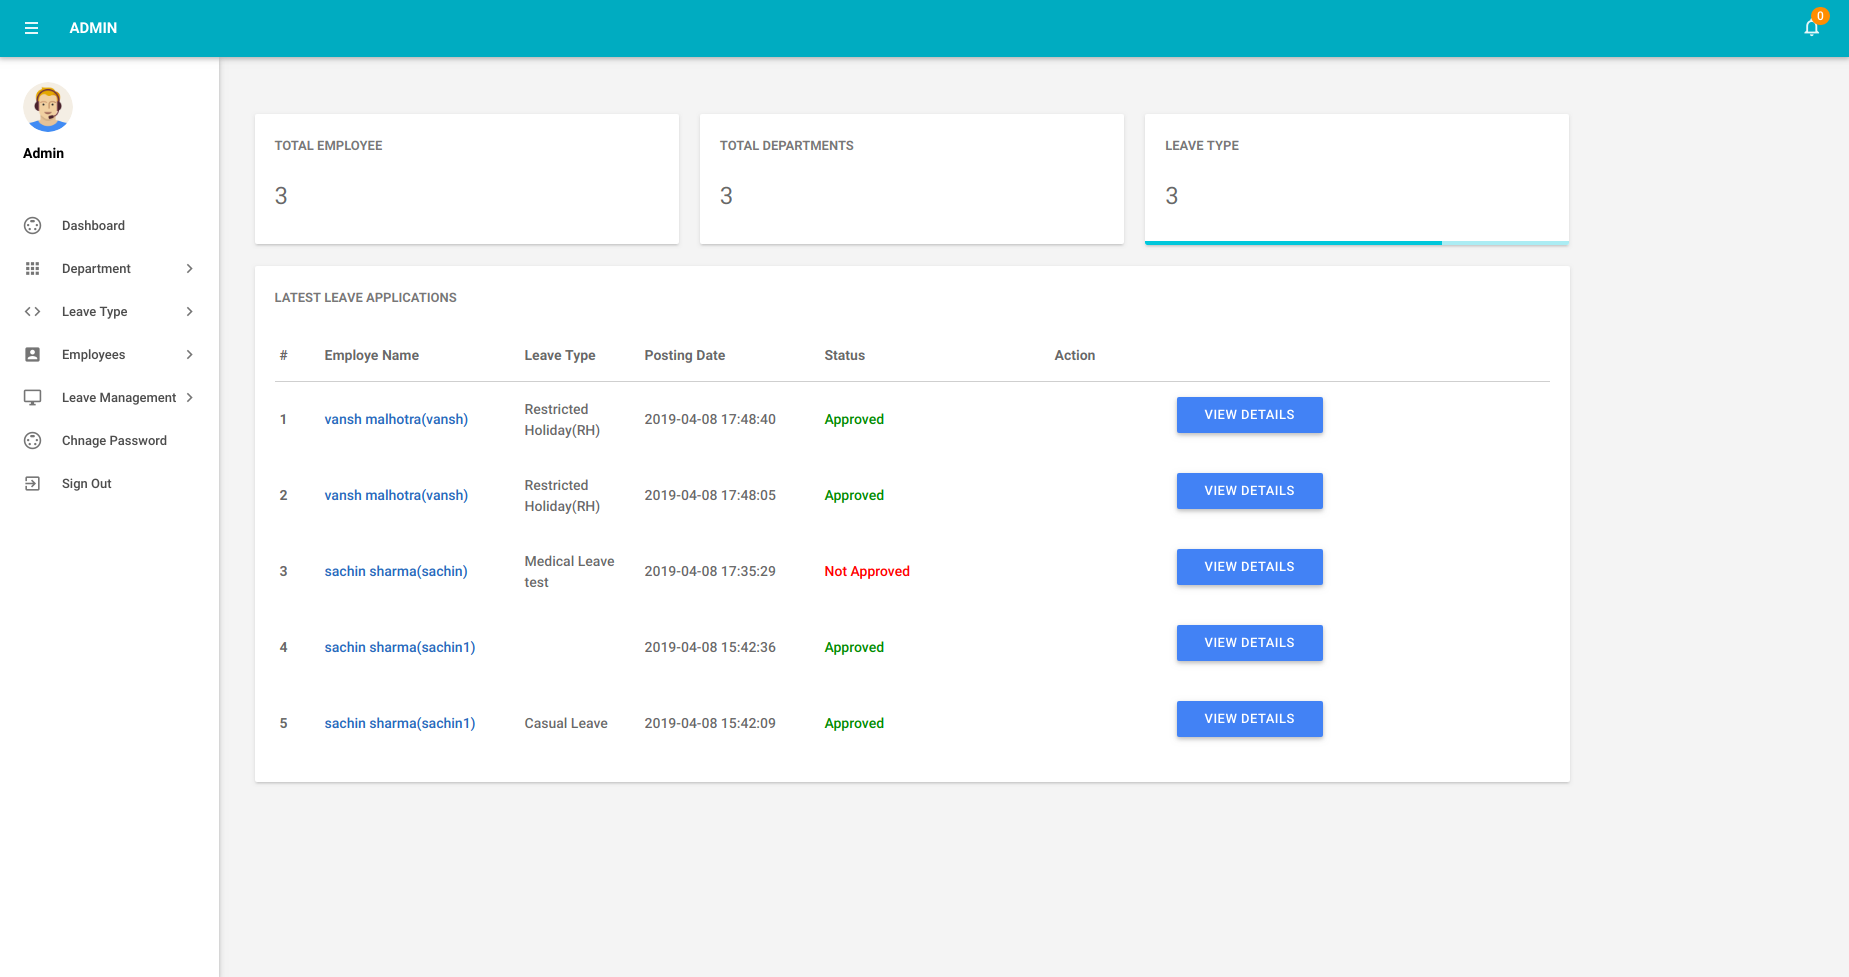 ADMIN
0
Admin
Dashboard
Department
Leave Type
Employees
Leave Management
Chnage Password
Sign Out
TOTAL EMPLOYEE
3
TOTAL DEPARTMENTS
3
LEAVE TYPE
3
LATEST LEAVE APPLICATIONS
# Employe Name Leave Type Posting Date Status Action
1 vansh malhotra(vansh) Restricted Holiday(RH) 2019-04-08 17:48:40 Approved VIEW DETAILS
2 vansh malhotra(vansh) Restricted Holiday(RH) 2019-04-08 17:48:05 Approved VIEW DETAILS
3 sachin sharma(sachin) Medical Leave test 2019-04-08 17:35:29 Not Approved VIEW DETAILS
4 sachin sharma(sachin1) 2019-04-08 15:42:36 Approved VIEW DETAILS
5 sachin sharma(sachin1) Casual Leave 2019-04-08 15:42:09 Approved VIEW DETAILS